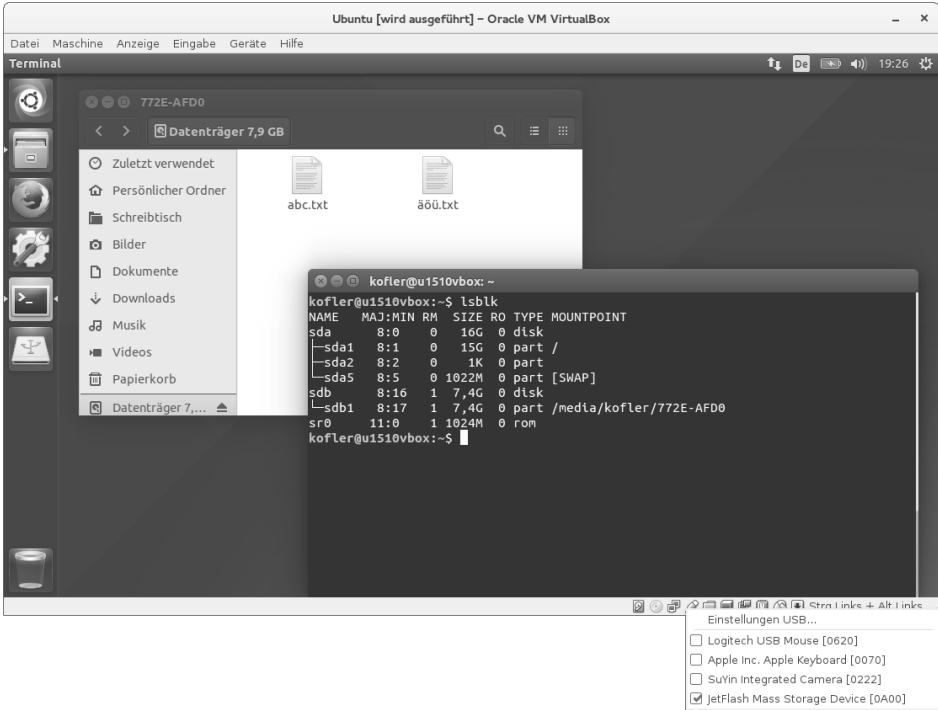 Ubuntu [wird ausgeführt] – Oracle VM VirtualBox
Datei Maschine Anzeige Eingabe Geräte Hilfe
Terminal De 19:26
772E-AFD0
Datenträger 7,9 GB
Zuletzt verwendet
Persönlicher Ordner
Schreibtisch
Bilder
Dokumente
Downloads
Musik
Videos
Papierkorb
Datenträger 7,...
abc.txt äöü.txt
kofler@u1510vbox: ~
kofler@u1510vbox:~$ lsblk
NAME MAJ:MIN RM SIZE RO TYPE MOUNTPOINT
sda 8:0 0 16G 0 disk
├─sda1 8:1 0 15G 0 part /
├─sda2 8:2 0 1K 0 part
└─sda5 8:5 0 1022M 0 part [SWAP]
sdb 8:16 1 7,4G 0 disk
└─sdb1 8:17 1 7,4G 0 part /media/kofler/772E-AFD0
sr0 11:0 1 1024M 0 rom
kofler@u1510vbox:~$
Strg Links + Alt Links
Einstellungen USB...
Logitech USB Mouse [0620]
Apple Inc. Apple Keyboard [0070]
SuYin Integrated Camera [0222]
JetFlash Mass Storage Device [0A00]